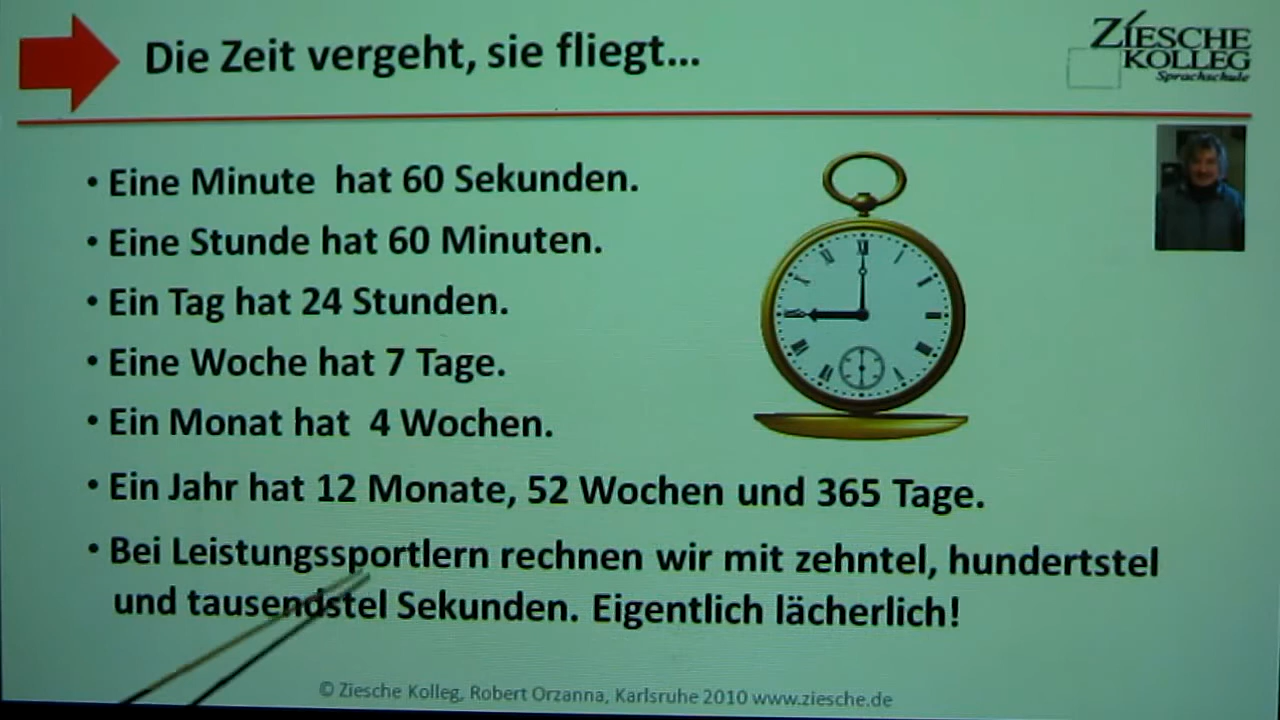 Die Zeit vergeht, sie fliegt...
ZIESCHE
KOLLEG
Sprachschule
• Eine Minute hat 60 Sekunden.
• Eine Stunde hat 60 Minuten.
• Ein Tag hat 24 Stunden.
• Eine Woche hat 7 Tage.
• Ein Monat hat 4 Wochen.
• Ein Jahr hat 12 Monate, 52 Wochen und 365 Tage.
• Bei Leistungssportlern rechnen wir mit zehntel, hundertstel
und tausendstel Sekunden. Eigentlich lächerlich!
© Ziesche Kolleg, Robert Orzanna, Karlsruhe 2010 www.ziesche.de